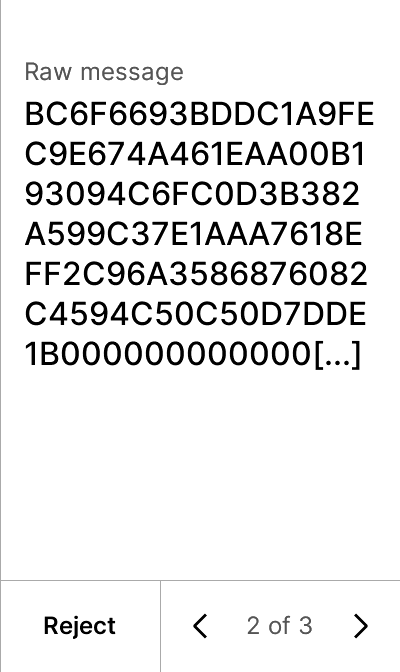 Raw message
BC6F6693BDDC1A9FE
C9E674A461EAA00B1
93094C6FC0D3B382
A599C37E1AAA7618E
FF2C96A3586876082
C4594C50C50D7DDE
1B000000000000[...]
Reject
2 of 3